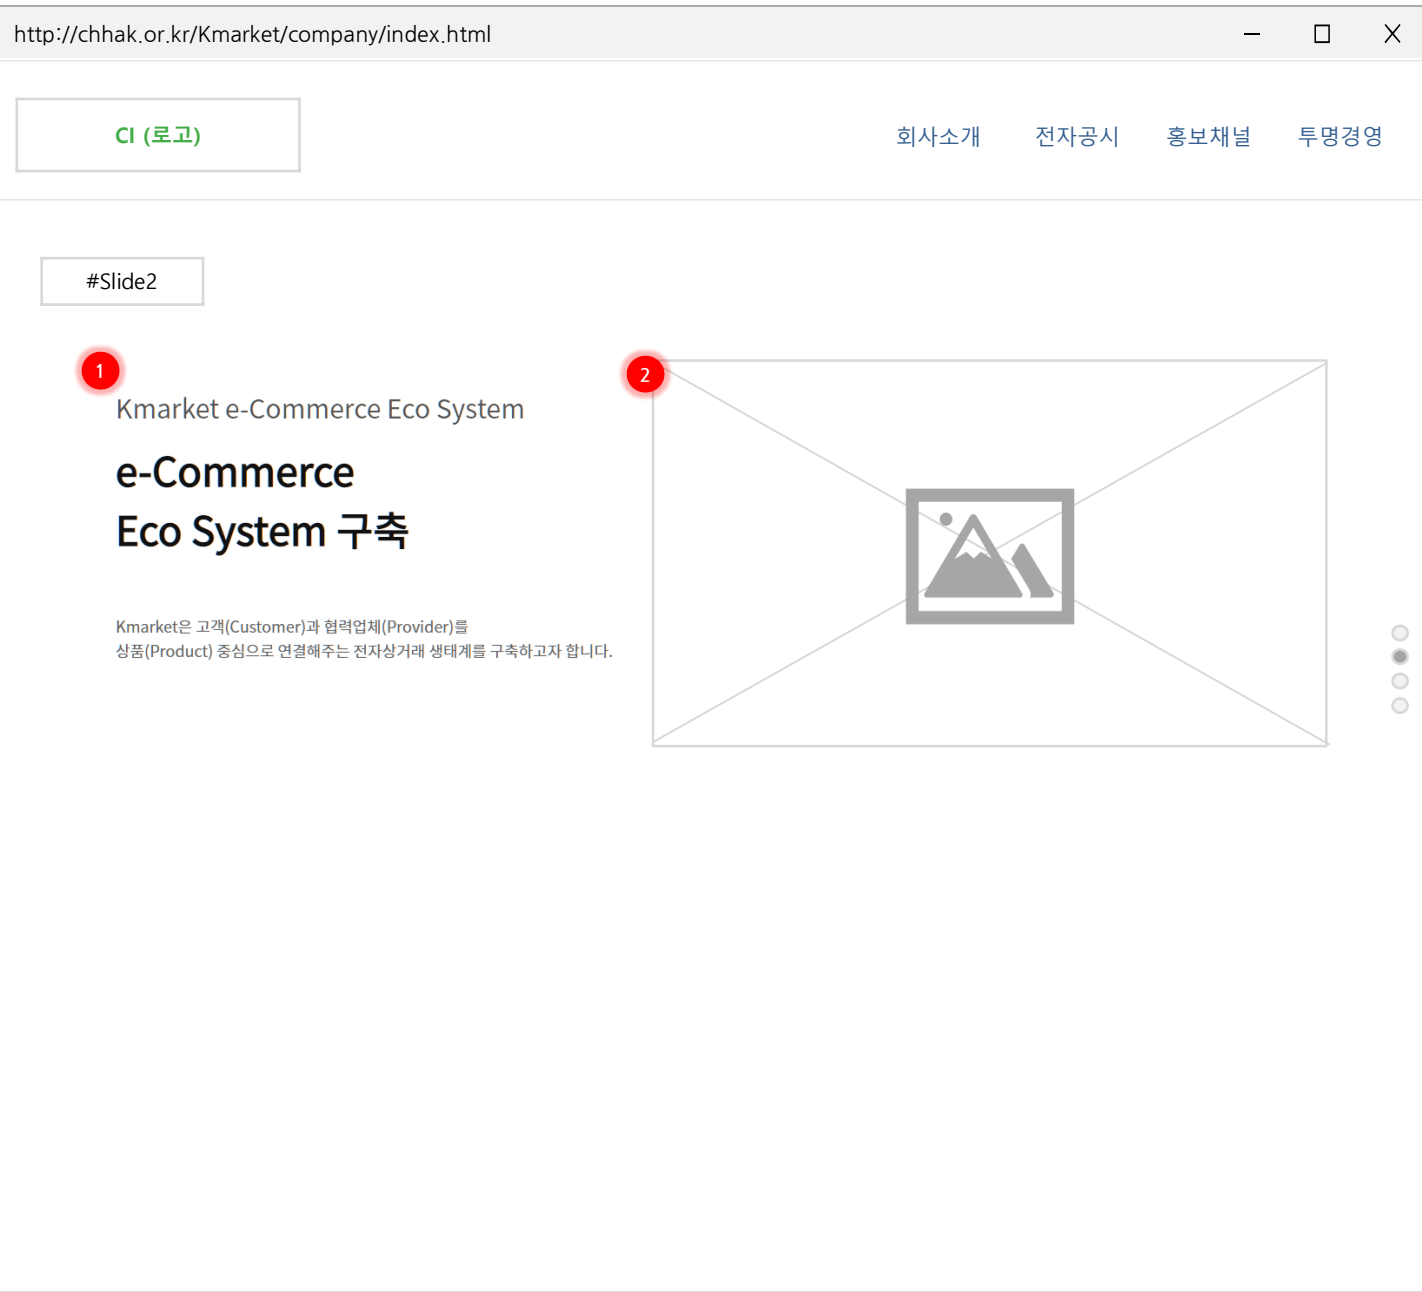 http://chhak.or.kr/Kmarket/company/index.html
CI (로고)
회사소개 전자공시 홍보채널 투명경영
#Slide2
1
Kmarket e-Commerce Eco System
e-Commerce
Eco System 구축
Kmarket은 고객(Customer)과 협력업체(Provider)를
상품(Product) 중심으로 연결해주는 전자상거래 생태계를 구축하고자 합니다.
2